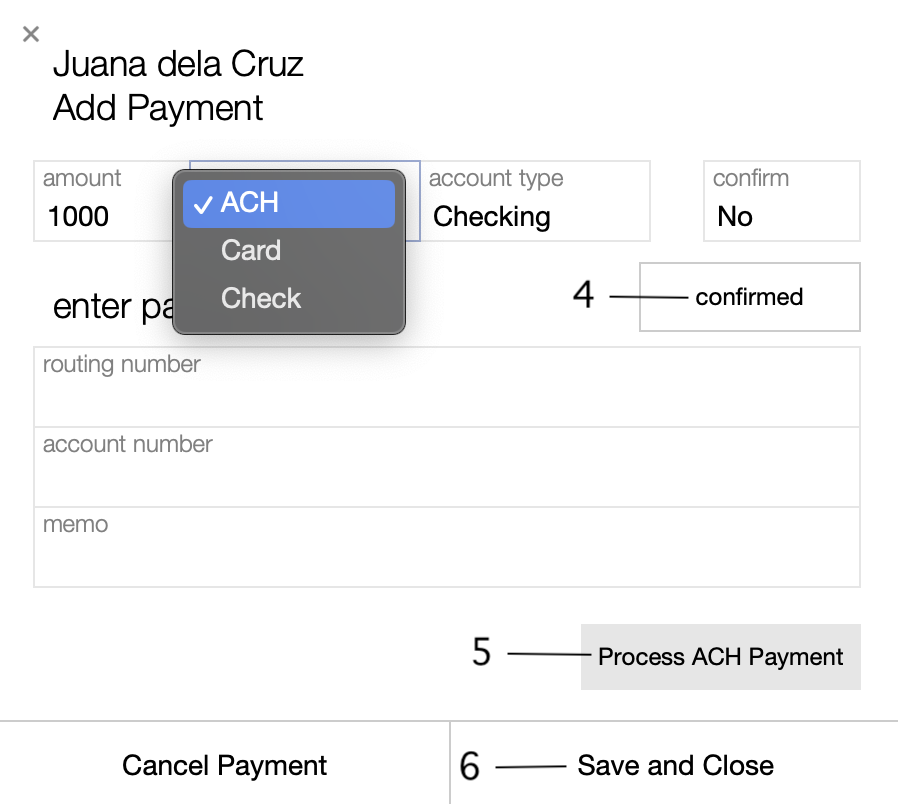 ×
Juana dela Cruz
Add Payment
amount
account type
confirm
1000
✓ ACH
Checking
No
Card
Check
enter
4
confirmed
routing number
account number
memo
5
Process ACH Payment
Cancel Payment
6
Save and Close